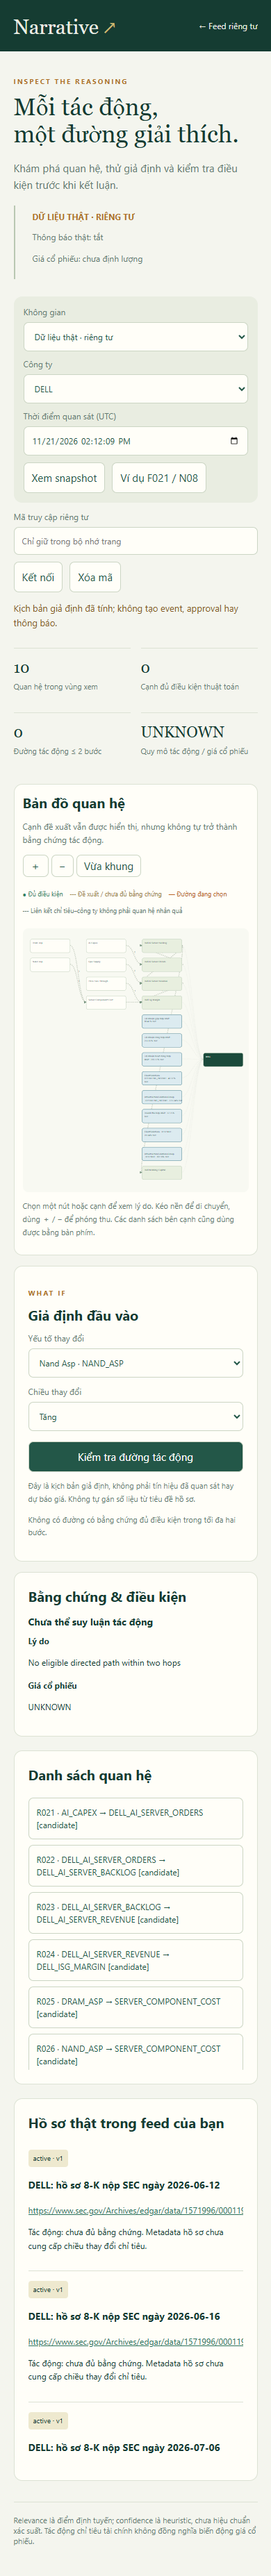 Narrative ↗
← Feed riêng tư
INSPECT THE REASONING
Mỗi tác động,
một đường giải thích.
Khám phá quan hệ, thử giả định và kiểm tra điều
kiện trước khi kết luận.
DỮ LIỆU THẬT · RIÊNG TƯ
Thông báo thật: tắt
Giá cổ phiếu: chưa định lượng
Không gian
Dữ liệu thật · riêng tư
Công ty
DELL
Thời điểm quan sát (UTC)
11/21/2026 02:12:09 PM
Xem snapshot
Ví dụ F021 / N08
Mã truy cập riêng tư
Chỉ giữ trong bộ nhớ trang
Kết nối
Xóa mã
Kịch bản giả định đã tính; không tạo event, approval hay
thông báo.
10
Quan hệ trong vùng xem
0
Cạnh đủ điều kiện thuật toán
0
Đường tác động ≤ 2 bước
UNKNOWN
Quy mô tác động / giá cổ phiếu
Bản đồ quan hệ
Cạnh đề xuất vẫn được hiển thị, nhưng không tự trở thành
bằng chứng tác động.
+
−
Vừa khung
● Đủ điều kiện
— Đề xuất / chưa đủ bằng chứng
— Đường đang chọn
— Liên kết chỉ tiêu–công ty không phải quan hệ nhân quả
Chọn một nút hoặc cạnh để xem lý do. Kéo nền để di chuyển,
dùng + / − để phóng thu. Các danh sách bên cạnh cũng dùng
được bằng bàn phím.
WHAT IF
Giả định đầu vào
Yếu tố thay đổi
Nand Asp · NAND_ASP
Chiều thay đổi
Tăng
Kiểm tra đường tác động
Đây là kịch bản giả định, không phải tín hiệu đã quan sát hay
dự báo giá. Không tự gán số liệu từ tiêu đề hồ sơ.
Không có đường có bằng chứng đủ điều kiện trong tối đa hai
bước.
Bằng chứng & điều kiện
Chưa thể suy luận tác động
Lý do
No eligible directed path within two hops
Giá cổ phiếu
UNKNOWN
Danh sách quan hệ
R021 · AI_CAPEX → DELL_AI_SERVER_ORDERS
[candidate]
R022 · DELL_AI_SERVER_ORDERS →
DELL_AI_SERVER_BACKLOG [candidate]
R023 · DELL_AI_SERVER_BACKLOG →
DELL_AI_SERVER_REVENUE [candidate]
R024 · DELL_AI_SERVER_REVENUE →
DELL_ISG_MARGIN [candidate]
R025 · DRAM_ASP → SERVER_COMPONENT_COST
[candidate]
R026 · NAND_ASP → SERVER_COMPONENT_COST
[candidate]
Hồ sơ thật trong feed của bạn
active · v1
DELL: hồ sơ 8-K nộp SEC ngày 2026-06-12
https://www.sec.gov/Archives/edgar/data/1571996/000119
Tác động: chưa đủ bằng chứng. Metadata hồ sơ chưa
cung cấp chiều thay đổi chỉ tiêu.
active · v1
DELL: hồ sơ 8-K nộp SEC ngày 2026-06-16
https://www.sec.gov/Archives/edgar/data/1571996/000119
Tác động: chưa đủ bằng chứng. Metadata hồ sơ chưa
cung cấp chiều thay đổi chỉ tiêu.
active · v1
DELL: hồ sơ 8-K nộp SEC ngày 2026-07-06
Relevance là điểm định tuyến; confidence là heuristic, chưa hiệu chuẩn
xác suất. Tác động chỉ tiêu tài chính không đồng nghĩa biến động giá cổ
phiếu.